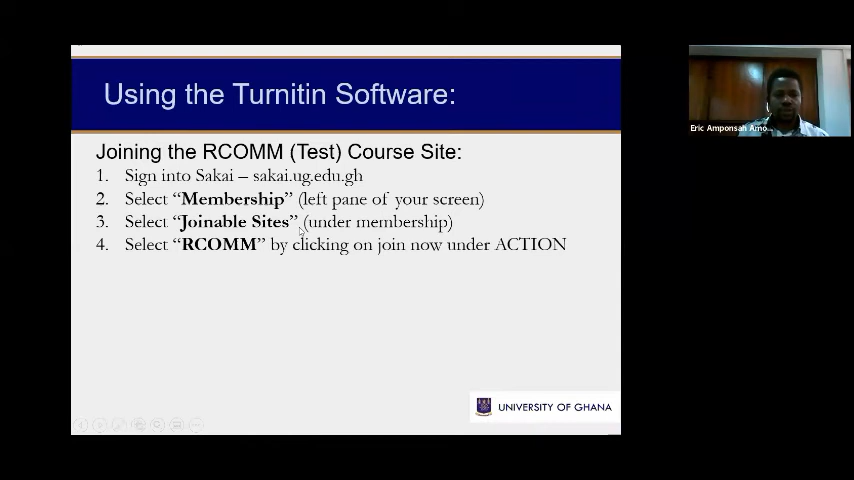 Using the Turnitin Software:
Joining the RCOMM (Test) Course Site:
1. Sign into Sakai – sakai.ug.edu.gh
2. Select “Membership” (left pane of your screen)
3. Select “Joinable Sites” (under membership)
4. Select “RCOMM” by clicking on join now under ACTION
UNIVERSITY OF GHANA
Eric Amponsah Amo...